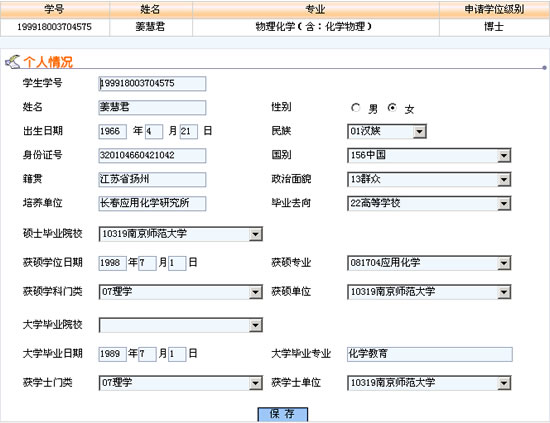 学号 姓名 专业 申请学位级别
199918003704575 姜慧君 物理化学(含:化学物理) 博士
个人情况
学生学号 199918003704575
姓名 姜慧君 性别 男 女
出生日期 1966 年 4 月 21 日 民族 01汉族
身份证号 320104660421042 国别 156中国
籍贯 江苏省扬州 政治面貌 13群众
培养单位 长春应用化学研究所 毕业去向 22高等学校
硕士毕业院校 10319南京师范大学
获硕学位日期 1998 年 7 月 1 日 获硕专业 081704应用化学
获硕学科门类 07理学 获硕单位 10319南京师范大学
大学毕业院校
大学毕业日期 1989 年 7 月 1 日 大学毕业专业 化学教育
获学士门类 07理学 获学士单位 10319南京师范大学
保 存